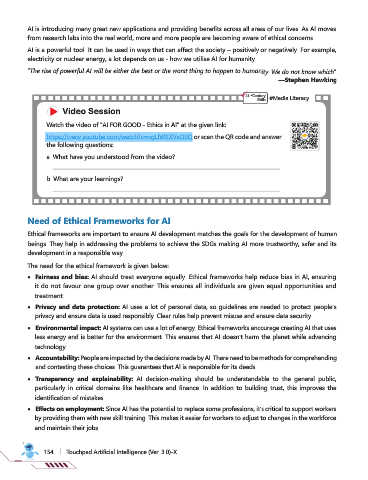 AI is introducing many great new applications and providing benefits across all areas of our lives As AI moves
from research labs into the real world, more and more people are becoming aware of ethical concerns
AI is a powerful tool It can be used in ways that can affect the society – positively or negatively For example,
electricity or nuclear energy, a lot depends on us - how we utilise AI for humanity
"The rise of powerful AI will either be the best or the worst thing to happen to humanity We do not know which"
—Stephen Hawking
#Media Literacy
Video Session
Watch the video of "AI FOR GOOD - Ethics in AI" at the given link:
or scan the QR code and answer
the following questions:
a What have you understood from the video?
b What are your learnings?
Need of Ethical Frameworks for AI
Ethical frameworks are important to ensure AI development matches the goals for the development of human
beings They help in addressing the problems to achieve the SDGs making AI more trustworthy, safer and its
development in a responsible way
The need for the ethical framework is given below:
• Fairness and bias: AI should treat everyone equally Ethical frameworks help reduce bias in AI, ensuring
it do not favour one group over another This ensures all individuals are given equal opportunities and
treatment
• Privacy and data protection: AI uses a lot of personal data, so guidelines are needed to protect people's
privacy and ensure data is used responsibly Clear rules help prevent misuse and ensure data security
• Environmental impact: AI systems can use a lot of energy Ethical frameworks encourage creating AI that uses
less energy and is better for the environment This ensures that AI doesn't harm the planet while advancing
technology
• Accountability: People are impacted by the decisions made by AI There need to be methods for comprehending
and contesting these choices This guarantees that AI is responsible for its deeds
• Transparency and explainability: AI decision-making should be understandable to the general public,
particularly in critical domains like healthcare and finance In addition to building trust, this improves the
identification of mistakes
• Effects on employment: Since AI has the potential to replace some professions, it's critical to support workers
by providing them with new skill training This makes it easier for workers to adjust to changes in the workforce
and maintain their jobs
154 Touchpad Artificial Intelligence (Ver 3 0)-X